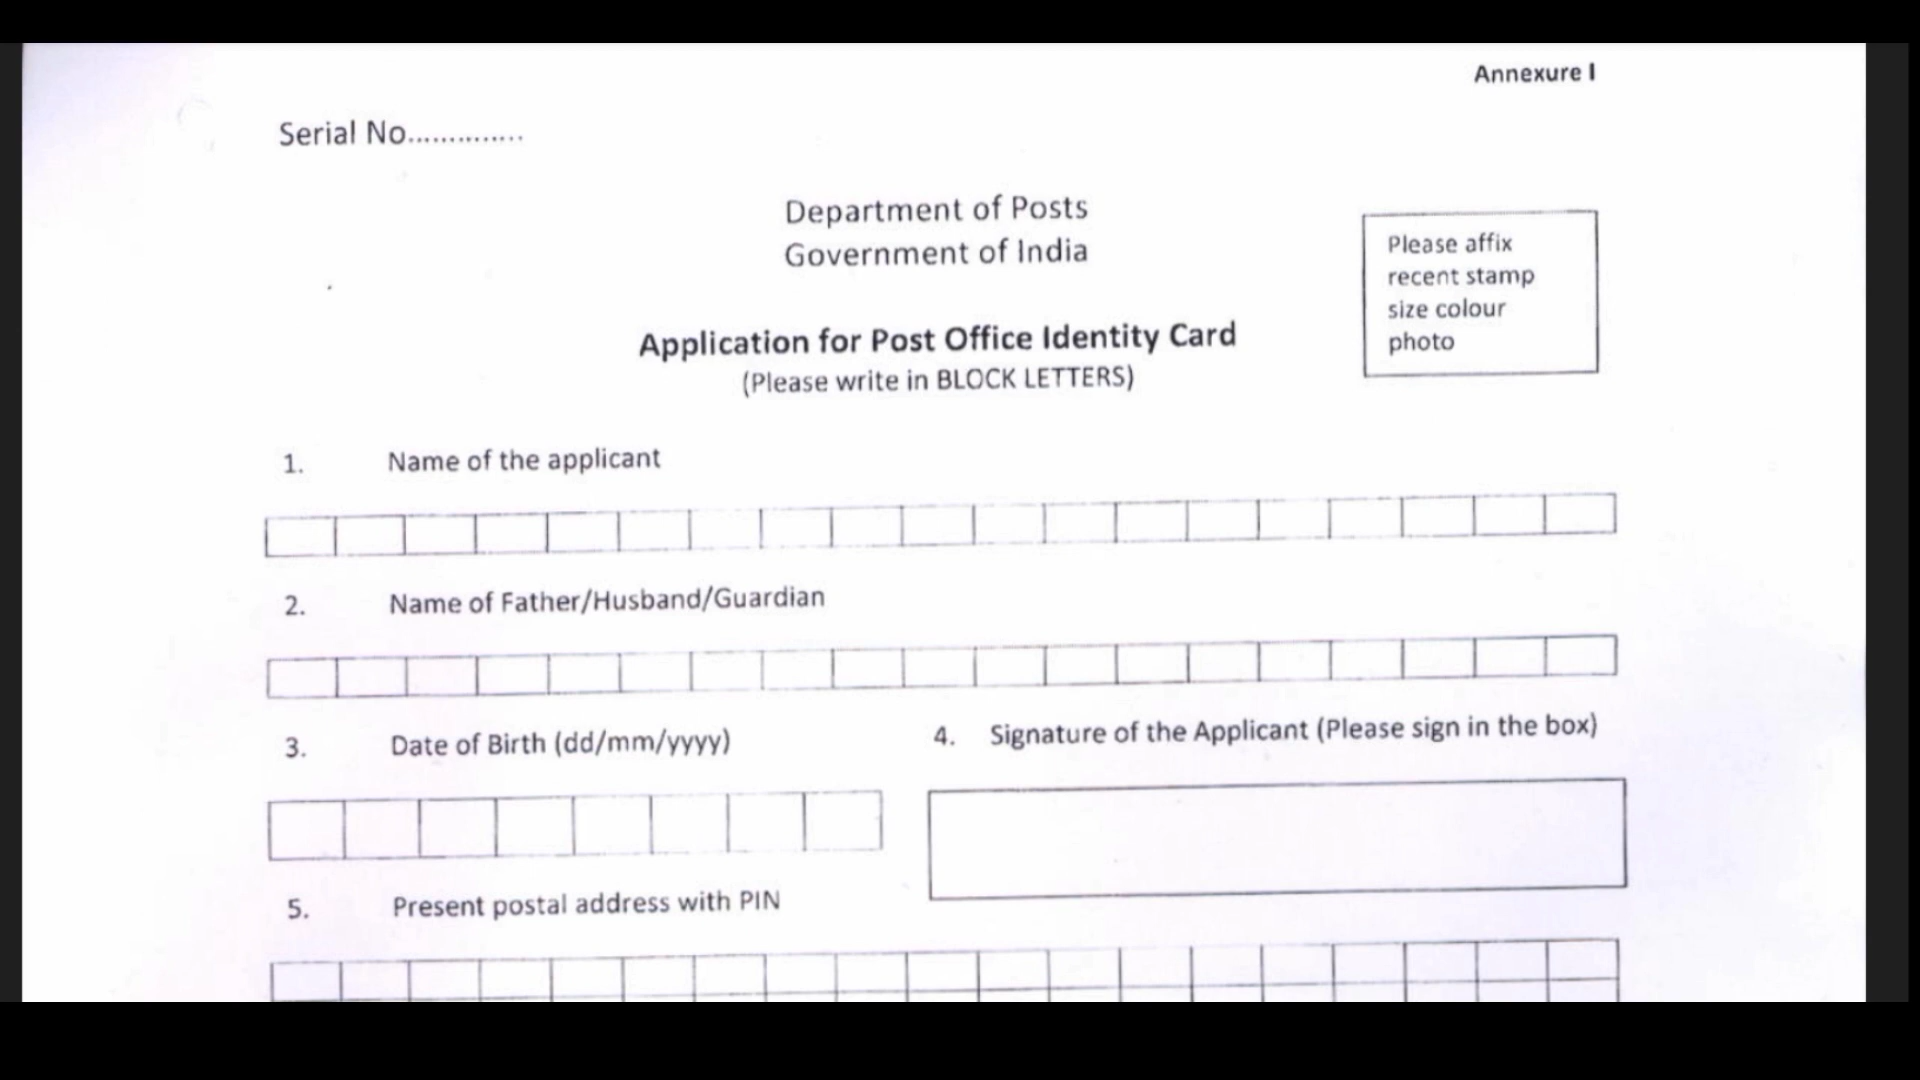 Annexure I
Serial No..............
Department of Posts
Government of India
Please affix
recent stamp
size colour
photo
Application for Post Office Identity Card
(Please write in BLOCK LETTERS)
1. Name of the applicant
2. Name of Father/Husband/Guardian
3. Date of Birth (dd/mm/yyyy)
4. Signature of the Applicant (Please sign in the box)
5. Present postal address with PIN